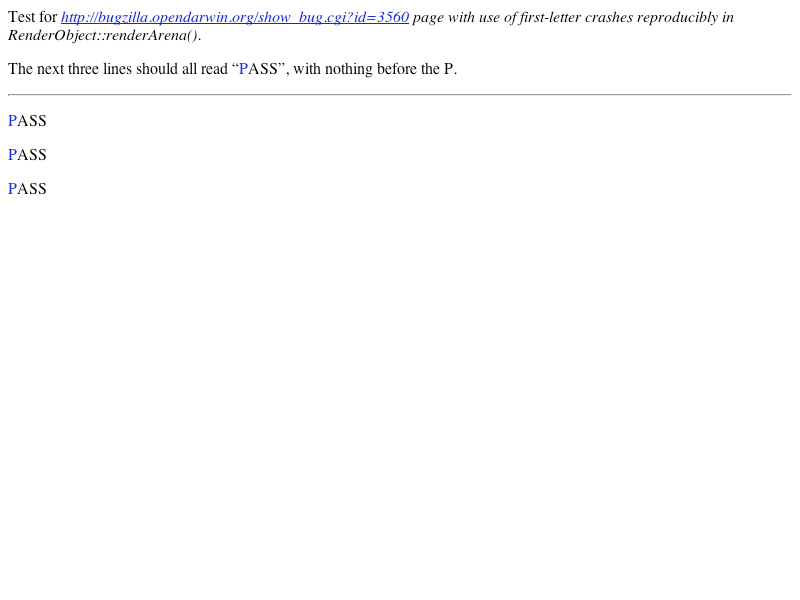 Test for http://bugzilla.opendarwin.org/show_bug.cgi?id=3560 page with use of first-letter crashes reproducibly in
RenderObject::renderArena().
The next three lines should all read “PASS”, with nothing before the P.
PASS
PASS
PASS